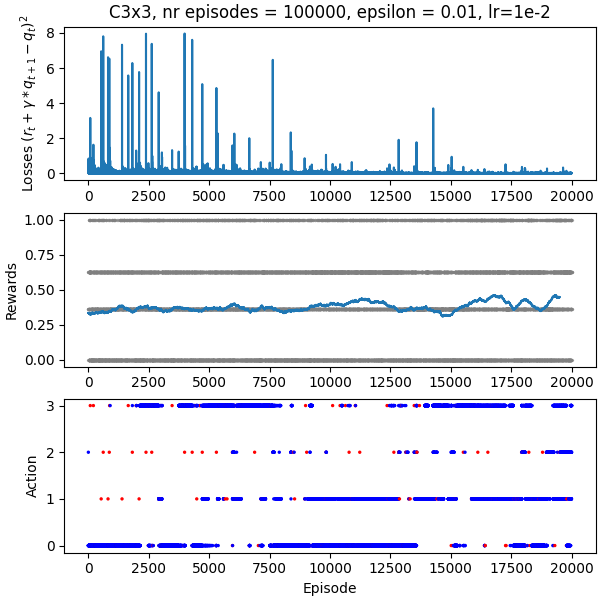 C3x3, nr episodes = 100000, epsilon = 0.01, lr=1e-2
Losses $(r_t + \gamma * q_{t+1} - q_t)^2$
8
6
4
2
0
0 2500 5000 7500 10000 12500 15000 17500 20000
Rewards
1.00
0.75
0.50
0.25
0.00
0 2500 5000 7500 10000 12500 15000 17500 20000
Action
3
2
1
0
0 2500 5000 7500 10000 12500 15000 17500 20000
Episode